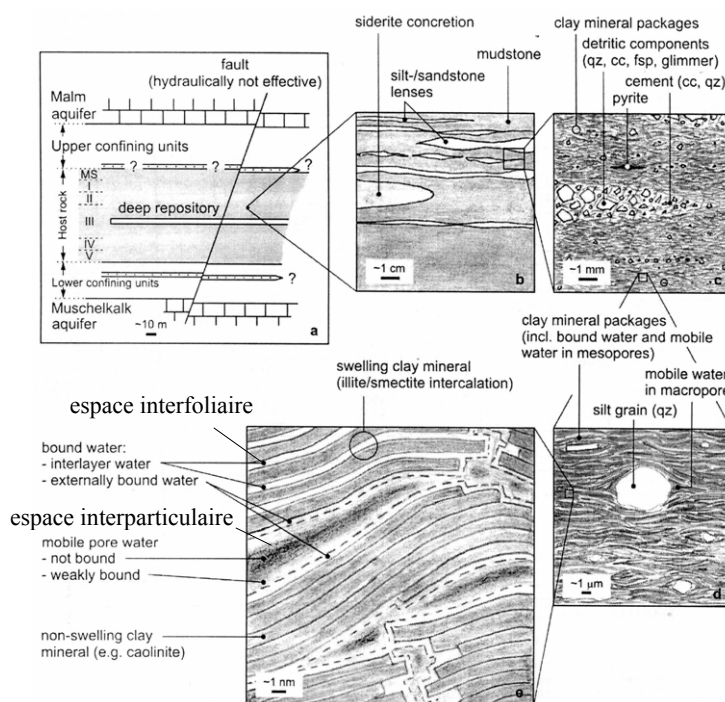 fault
(hydraulically not effective)
Malm
aquifer
Upper confining units
?
?
?
?
Host rock
MS
I
II
III
IV
V
deep repository
Lower confining units
?
Muschelkalk
aquifer
~10 m
a
siderite concretion
mudstone
silt-/sandstone
lenses
~1 cm
b
clay mineral packages
detritic components
(qz, cc, fsp, glimmer)
cement (cc, qz)
pyrite
~1 mm
c
clay mineral packages
(incl. bound water and mobile
water in mesopores)
mobile water
in macropore
silt grain (qz)
~1 µm
d
swelling clay mineral
(illite/smectite intercalation)
espace interfoliaire
bound water:
- interlayer water
- externally bound water
espace interparticulaire
mobile pore water
- not bound
- weakly bound
non-swelling clay
mineral (e.g. caolinite)
~1 nm
e